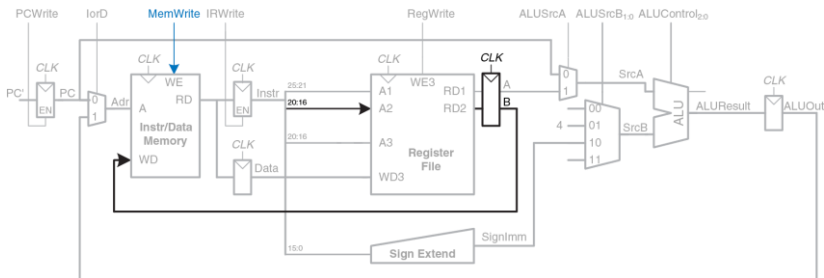 PCWrite IorD MemWrite IRWrite RegWrite ALUSrcA ALUSrcB1:0 ALUControl2:0
CLK CLK CLK CLK CLK CLK
PC' PC EN 0 1 Adr A WE RD Instr/Data Memory WD
EN Instr Data
25:21 A1 WE3 RD1 A
20:16 A2 RD2 B
20:16 A3 Register File
WD3
0 1 SrcA
00
4 01 SrcB
10
11
ALU ALUResult CLK ALUOut
SignImm
15:0 Sign Extend